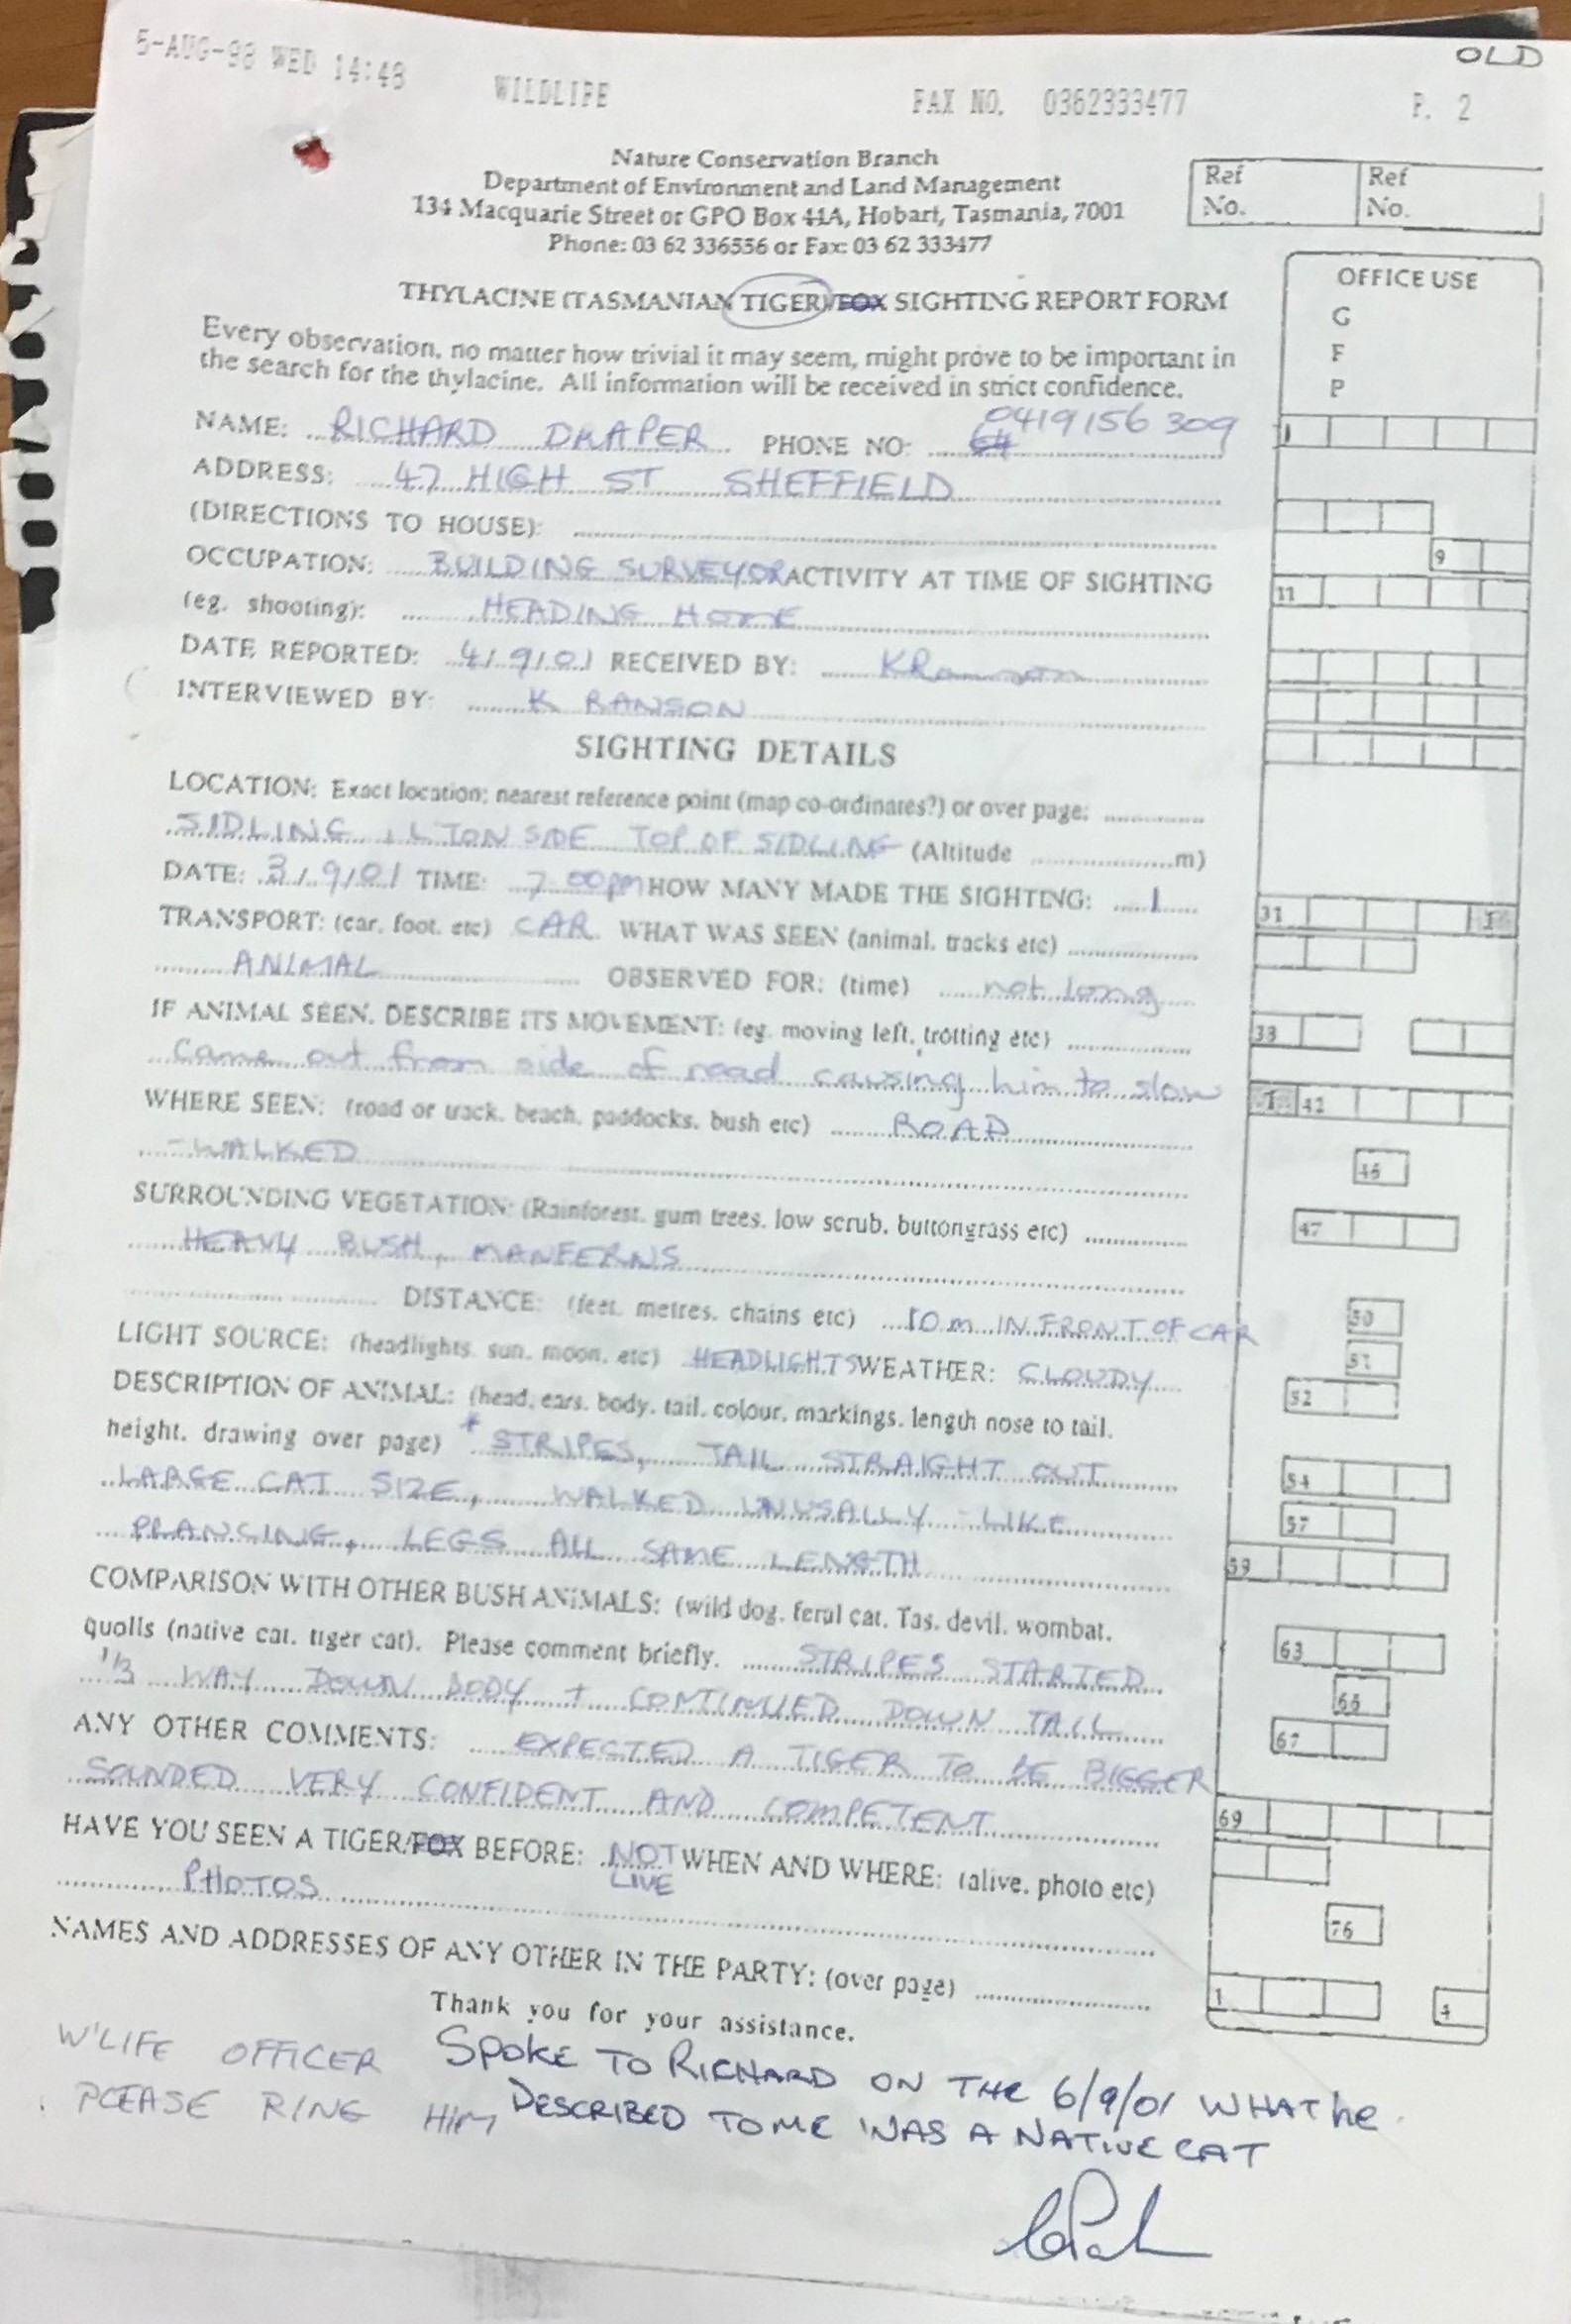 OLD
5-AUG-98 WED 14:48 WILDLIFE FAX NO. 0362333477 P. 2
Nature Conservation Branch
Department of Environment and Land Management
134 Macquarie Street or GPO Box 44A, Hobart, Tasmania, 7001
Phone: 03 62 336556 or Fax: 03 62 333477
Ref No.
Ref No.
THYLACINE (TASMANIAN TIGER)/FOX SIGHTING REPORT FORM
OFFICE USE
G
F
P
Every observation, no matter how trivial it may seem, might prove to be important in
the search for the thylacine. All information will be received in strict confidence.
NAME: RICHARD DRAPER PHONE NO: 0419156 309
ADDRESS: 47 HIGH ST SHEFFIELD
(DIRECTIONS TO HOUSE):
OCCUPATION: BUILDING SURVEYOR ACTIVITY AT TIME OF SIGHTING
(eg. shooting): HEADING HOME
DATE REPORTED: 4/9/01 RECEIVED BY: KRanson
INTERVIEWED BY: K RANSON
SIGHTING DETAILS
LOCATION: Exact location; nearest reference point (map co-ordinates?) or over page:
SIDLING, L'TON SIDE TOP OF SIDLING (Altitude m)
DATE: 3/9/01 TIME: 7 00pm HOW MANY MADE THE SIGHTING: 1
TRANSPORT: (car, foot, etc) CAR WHAT WAS SEEN (animal, tracks etc)
ANIMAL OBSERVED FOR: (time) not long
IF ANIMAL SEEN, DESCRIBE ITS MOVEMENT: (eg. moving left, trotting etc)
came out from side of road causing him to slow
WHERE SEEN: (road or track, beach, paddocks, bush etc) ROAD
- WALKED
SURROUNDING VEGETATION: (Rainforest, gum trees, low scrub, buttongrass etc)
HEAVY BUSH, MANFERNS
DISTANCE: (feet, metres, chains etc) 10 m IN FRONT OF CAR
LIGHT SOURCE: (headlights, sun, moon, etc) HEADLIGHTS WEATHER: CLOUDY
DESCRIPTION OF ANIMAL: (head, ears, body, tail, colour, markings, length nose to tail,
height, drawing over page) * STRIPES, TAIL STRAIGHT OUT
LARGE CAT SIZE, WALKED UNUSALLY - LIKE
PRANCING, LEGS ALL SAME LENGTH
COMPARISON WITH OTHER BUSH ANIMALS: (wild dog, feral cat, Tas. devil, wombat,
quolls (native cat, tiger cat). Please comment briefly. STRIPES STARTED
1/3 WAY DOWN BODY + CONTINUED DOWN TAIL
ANY OTHER COMMENTS: EXPECTED A TIGER TO BE BIGGER
SOUNDED VERY CONFIDENT AND COMPETENT
HAVE YOU SEEN A TIGER/FOX BEFORE: NOT LIVE WHEN AND WHERE: (alive, photo etc)
PHOTOS
NAMES AND ADDRESSES OF ANY OTHER IN THE PARTY: (over page)
Thank you for your assistance.
1
9
11
31
38
42
46
47
50
51
52
54
57
59
63
66
67
69
76
1 4
W'LIFE OFFICER
PLEASE RING HIM
SPOKE TO RICHARD ON THE 6/9/01 WHAT he
DESCRIBED TO ME WAS A NATIVE CAT